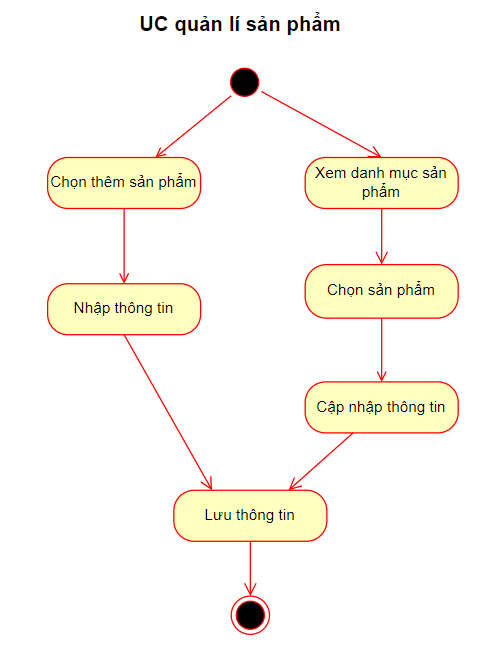 UC quản lí sản phẩm
Chọn thêm sản phẩm
Xem danh mục sản
phẩm
Nhập thông tin
Chọn sản phẩm
Cập nhập thông tin
Lưu thông tin